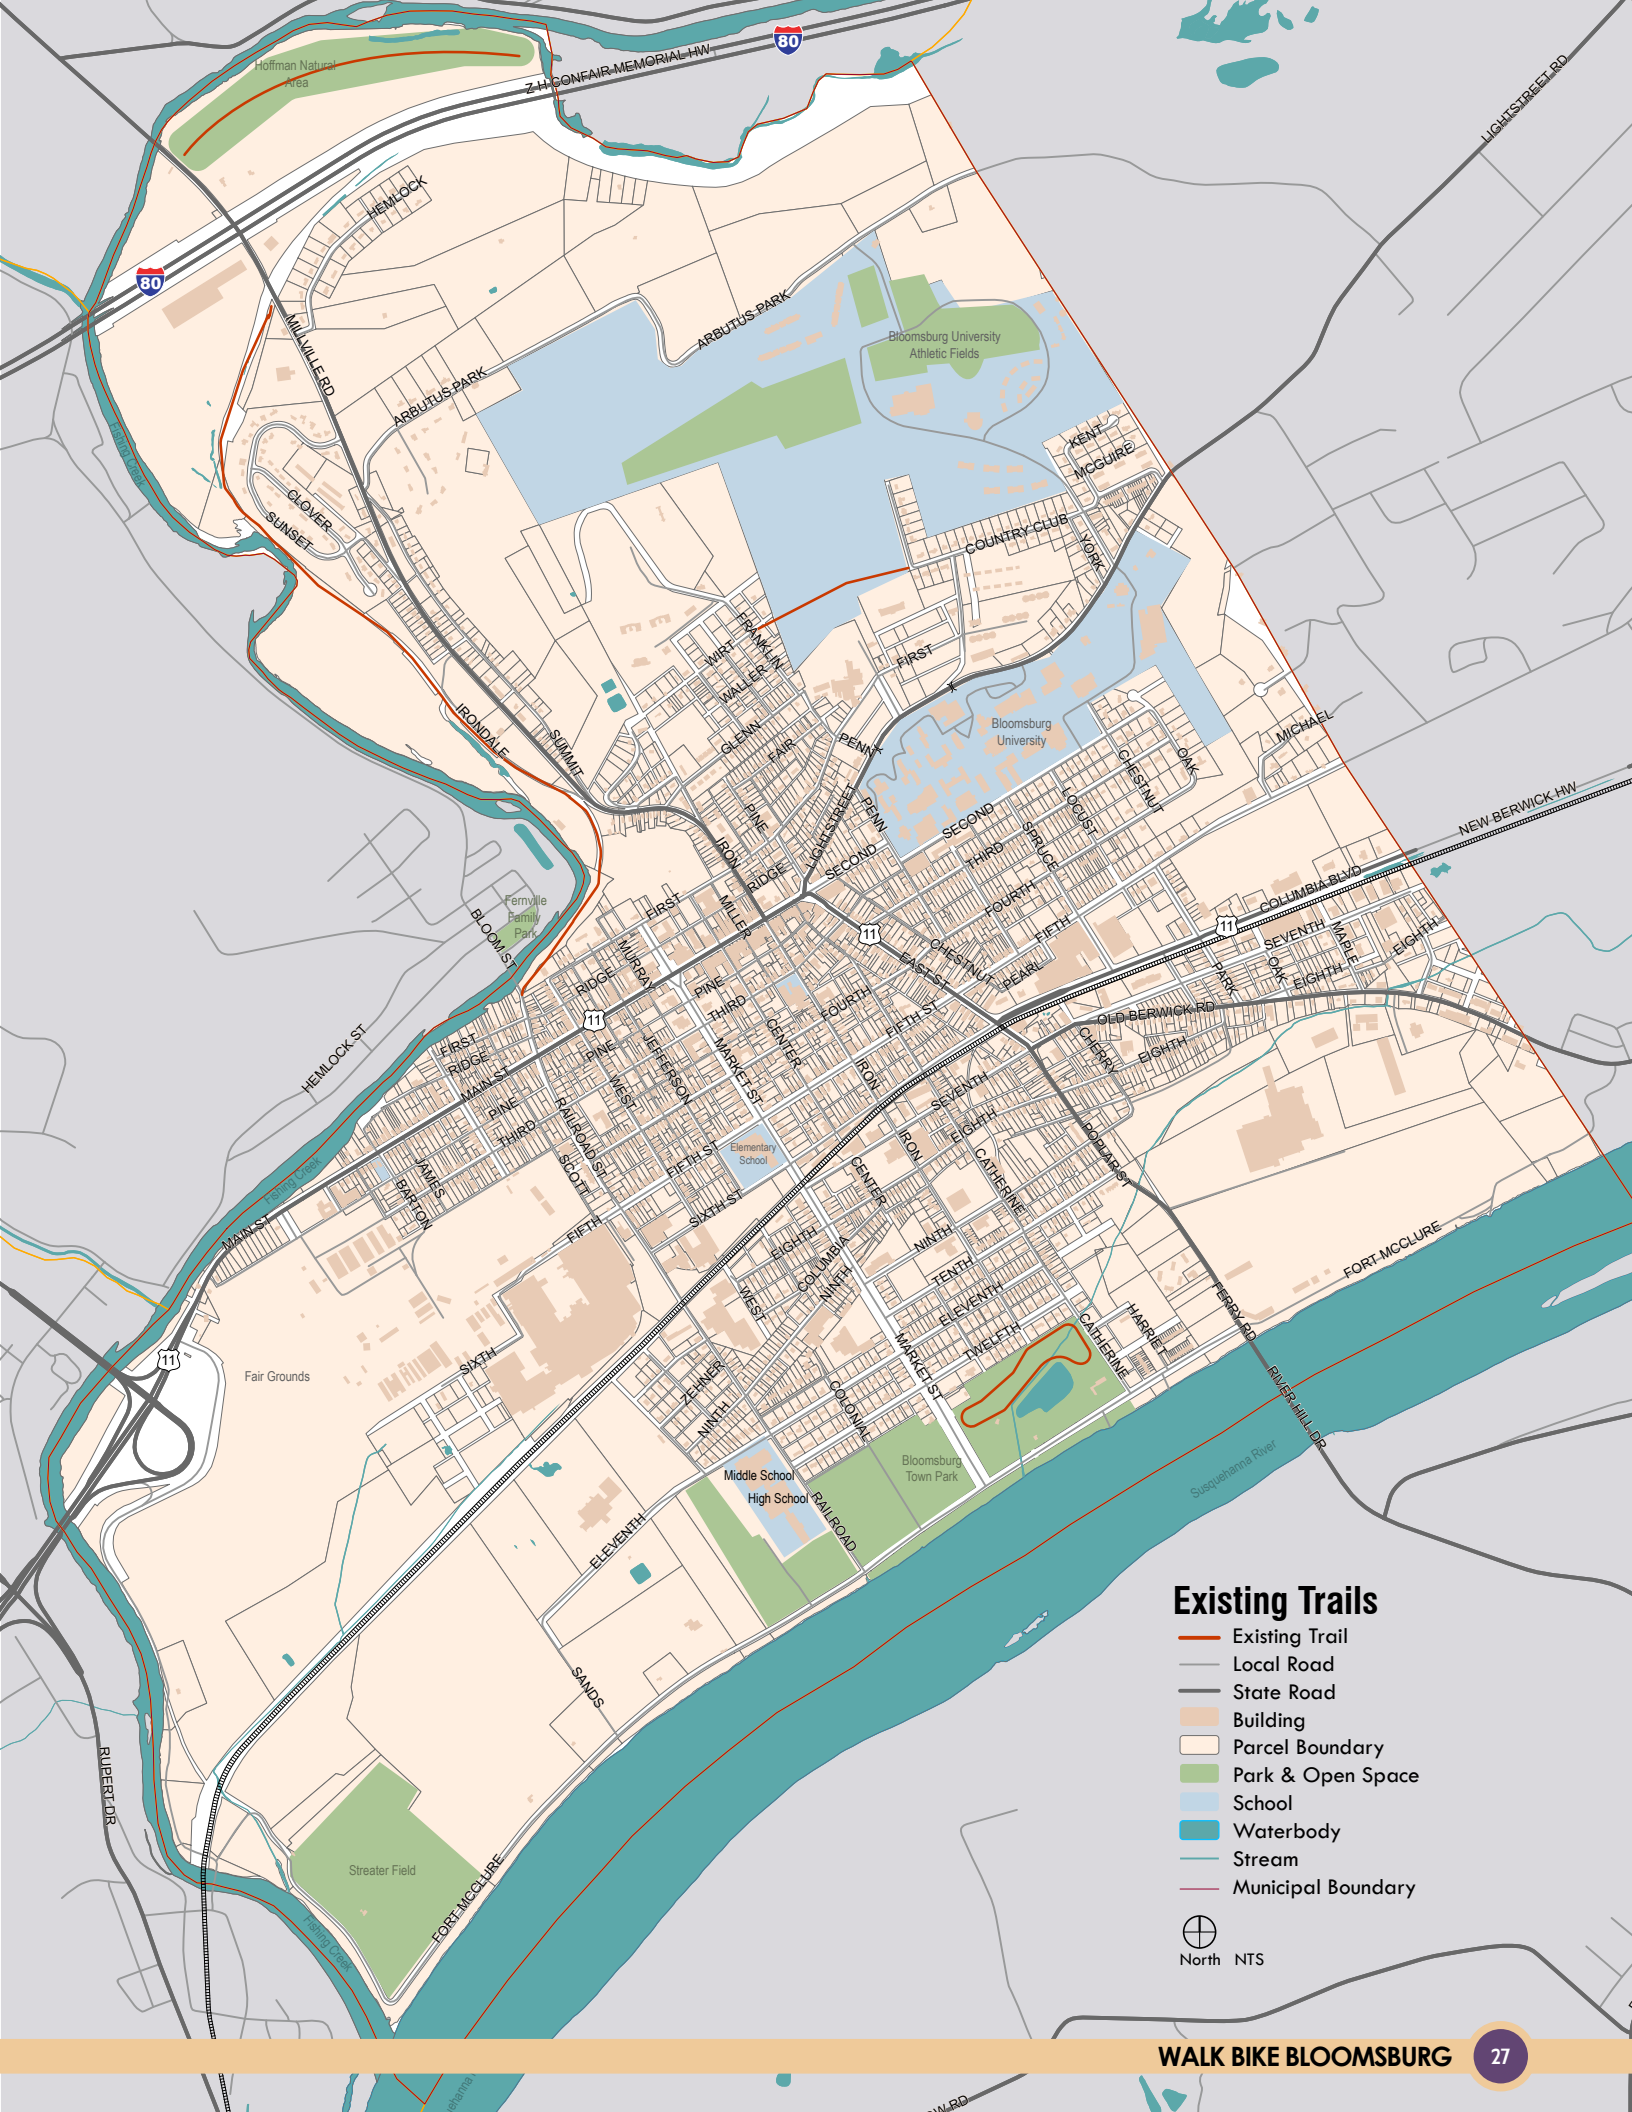 80
Z H CONFAIR MEMORIAL HW
Hoffman Natural
Area
LIGHTSTREET RD
HEMLOCK
80
ARBUTUS PARK
MILLVILLE RD
Bloomsburg University
Athletic Fields
ARBUTUS PARK
Fishing Creek
KENT
MCGUIRE
CLOVER
SUNSET
COUNTRY CLUB
YORK
FRANKLIN
WIRT
WALLER
FIRST
IRONDALE
SUMMIT
GLENN
FAIR
PENN
Bloomsburg
University
MICHAEL
OAK
CHESTNUT
LOCUST
PINE
LIGHTSTREET
PENN
SECOND
SPRUCE
NEW BERWICK HW
IRON
RIDGE
SECOND
THIRD
FOURTH
COLUMBIA BLVD
Fernville
Family
Park
BLOOM ST
FIRST
MILLER
11
11
FIFTH
SEVENTH
MAPLE
EIGHTH
MURRAY
RIDGE
PINE
EAST ST
CHESTNUT
PEARL
PARK
OAK
EIGHTH
THIRD
FOURTH
FIFTH ST
OLD BERWICK RD
11
HEMLOCK ST
FIRST
RIDGE
MAIN ST
PINE
PINE
JEFFERSON
WEST
MARKET ST
CENTER
IRON
SEVENTH
CHERRY
EIGHTH
THIRD
RAILROAD ST
SCOTT
FIFTH ST
Elementary
School
EIGHTH
IRON
POPLAR ST
Fishing Creek
JAMES
BARTON
MAIN ST
CENTER
CATHERINE
FIFTH
SIXTH ST
EIGHTH
COLUMBIA
NINTH
NINTH
TENTH
ELEVENTH
TWELFTH
WEST
FORT MCCLURE
FERRY RD
HARRIET
CATHERINE
11
Fair Grounds
SIXTH
ZEHNER
NINTH
MARKET ST
COLONIAL
RIVER HILL DR
Bloomsburg
Town Park
Susquehanna River
Middle School
High School
RAILROAD
ELEVENTH
SANDS
RUPERT DR
Streater Field
FORT MCCLURE
Fishing Creek
Existing Trails
Existing Trail
Local Road
State Road
Building
Parcel Boundary
Park & Open Space
School
Waterbody
Stream
Municipal Boundary
North NTS
WALK BIKE BLOOMSBURG
27